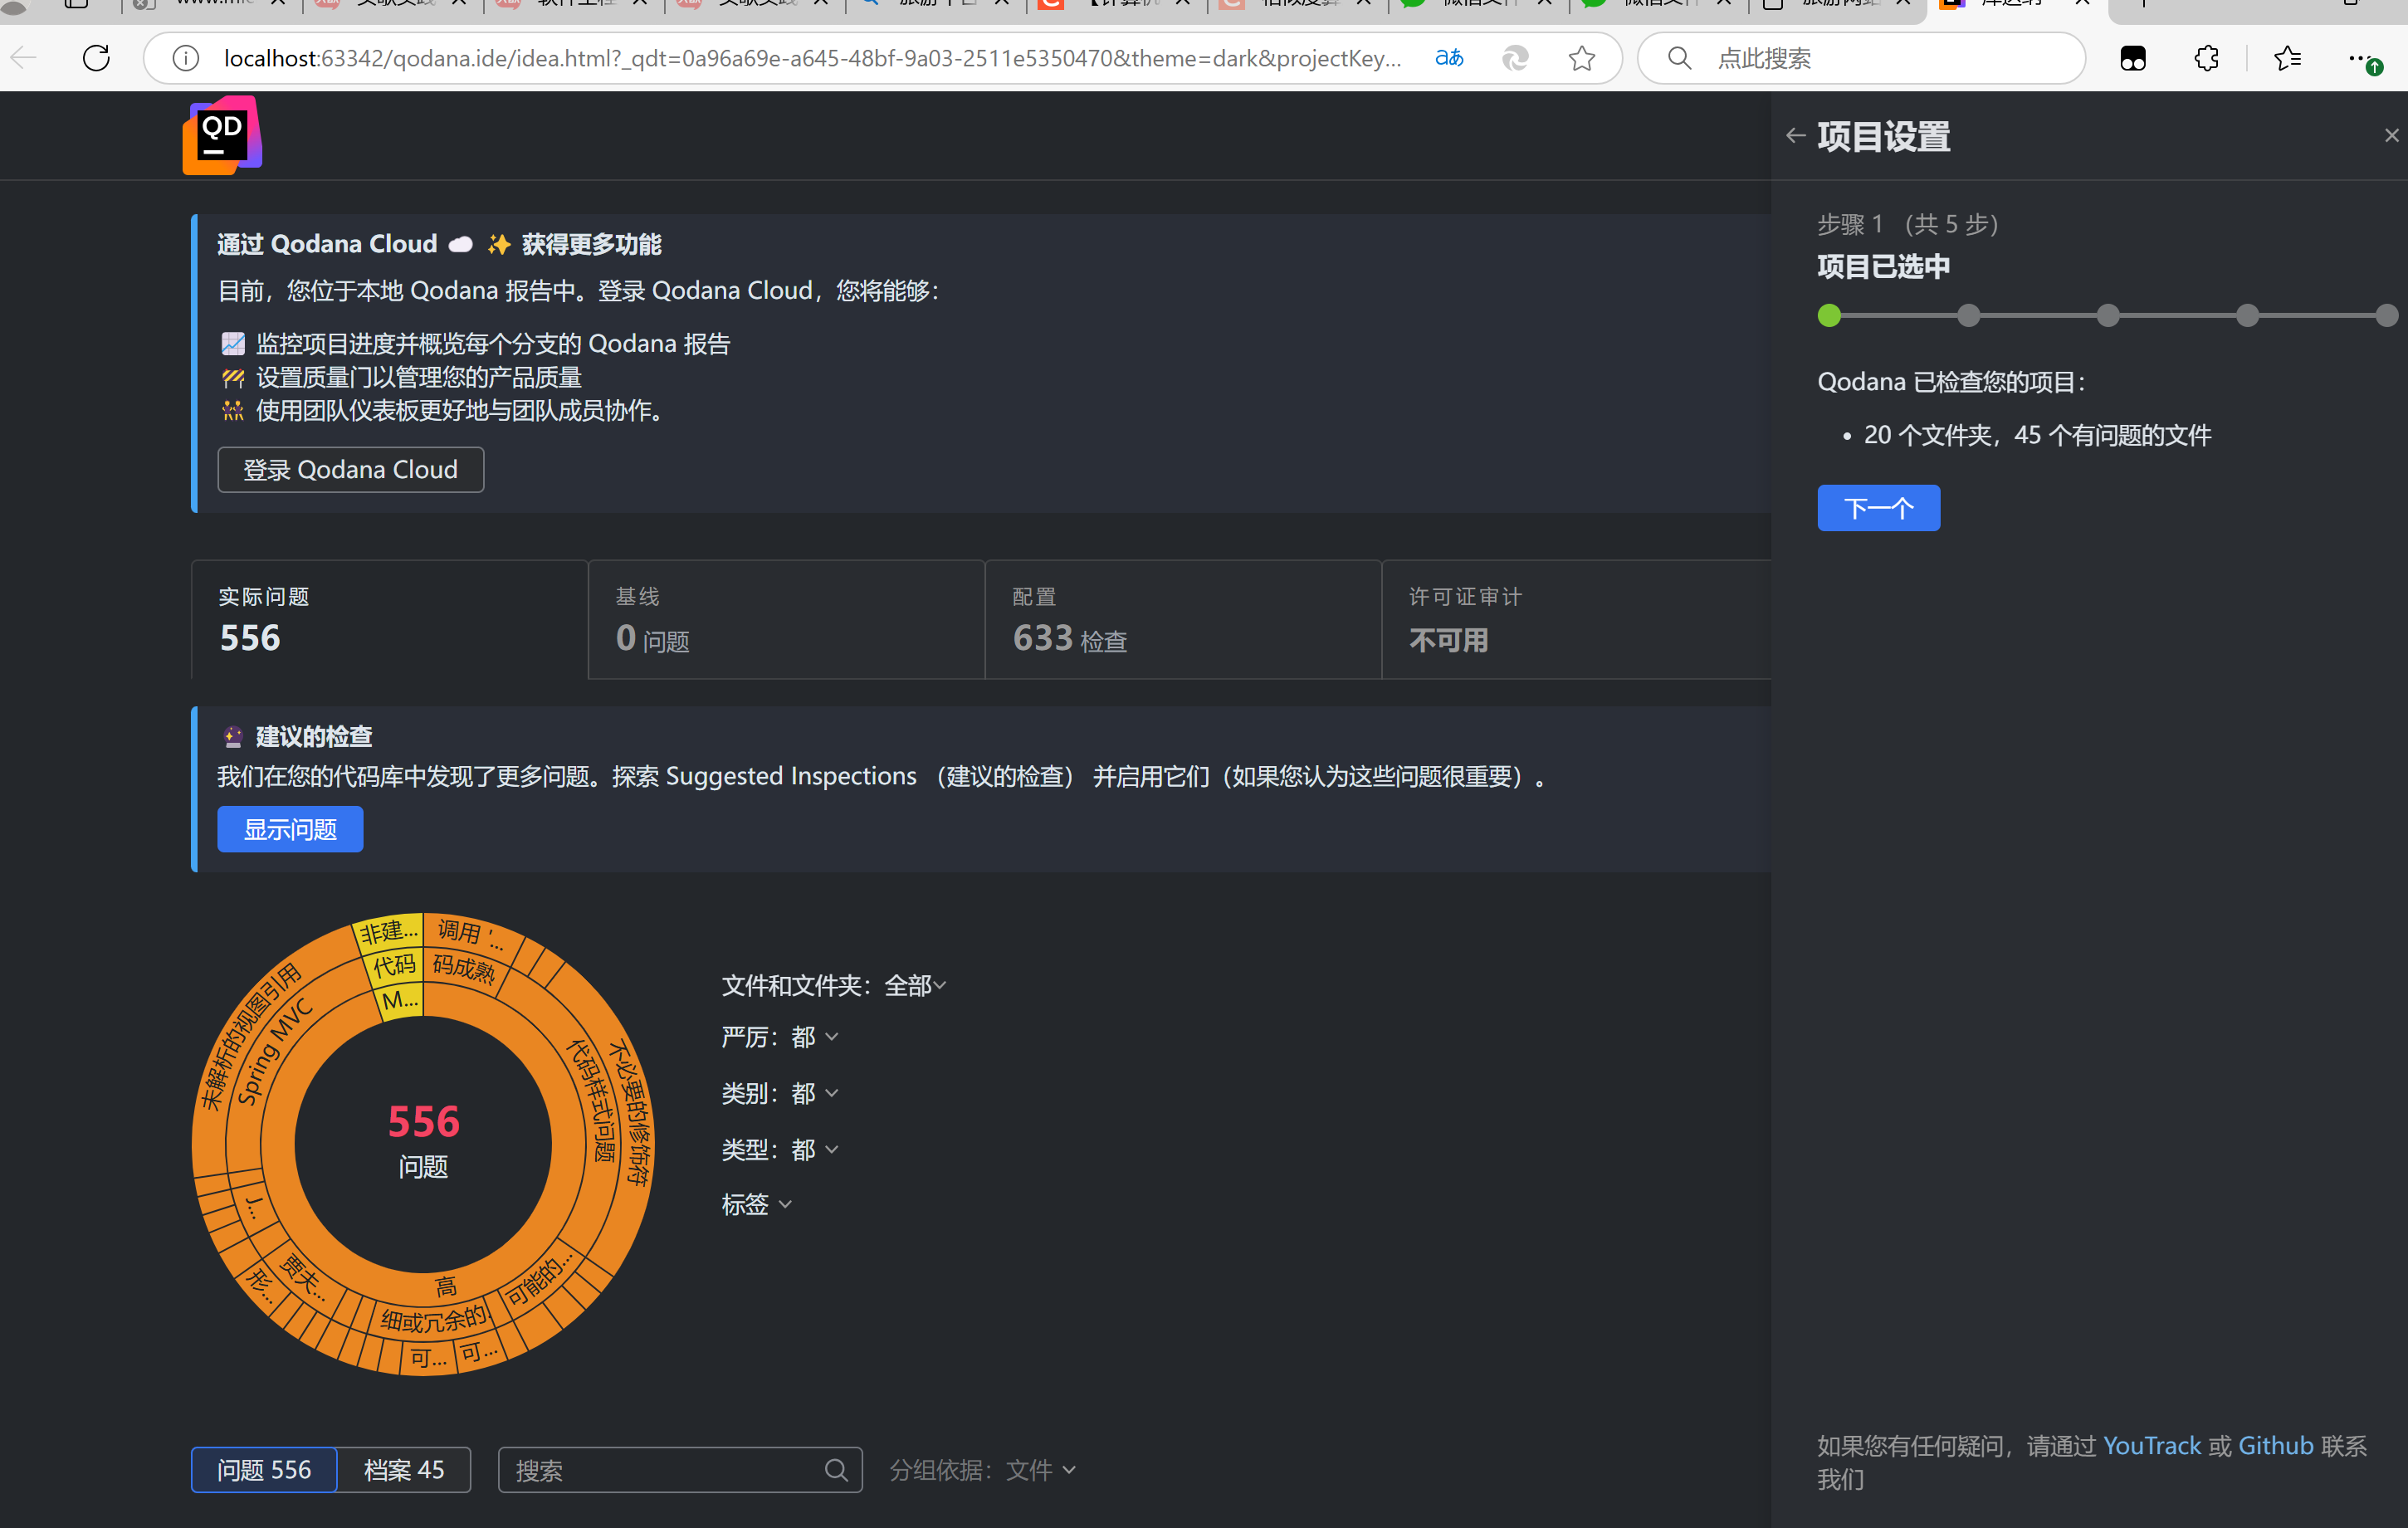 localhost:63342/qodana.ide/idea.html?_qdt=0a96a69e-a645-48bf-9a03-2511e5350470&theme=dark&projectKey...
aあ
点此搜索
QD
项目设置
步骤 1 （共 5 步）
项目已选中
Qodana 已检查您的项目：
• 20 个文件夹，45 个有问题的文件
下一个
通过 Qodana Cloud ☁ ✨ 获得更多功能
目前，您位于本地 Qodana 报告中。登录 Qodana Cloud，您将能够：
监控项目进度并概览每个分支的 Qodana 报告
设置质量门以管理您的产品质量
使用团队仪表板更好地与团队成员协作。
登录 Qodana Cloud
实际问题
556
基线
0 问题
配置
633 检查
许可证审计
不可用
建议的检查
我们在您的代码库中发现了更多问题。探索 Suggested Inspections （建议的检查） 并启用它们（如果您认为这些问题很重要）。
显示问题
非建...
调用 '...
代码
码成熟
M...
未解析的视图引用
Spring MVC
代码样式问题
不必要的修饰符
556
问题
J...
贾夫...
形...
高
细或冗余的
可能的...
可...
可...
文件和文件夹：全部
严厉：都
类别：都
类型：都
标签
问题 556
档案 45
搜索
分组依据：文件
如果您有任何疑问，请通过 YouTrack 或 Github 联系
我们